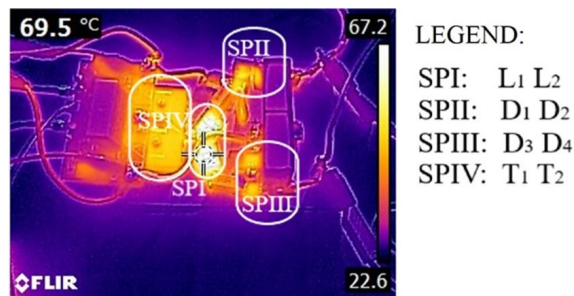 69.5 °C
67.2
SPII
SPIV
SPI
SPIII
22.6
FLIR
LEGEND:
SPI: L1 L2
SPII: D1 D2
SPIII: D3 D4
SPIV: T1 T2